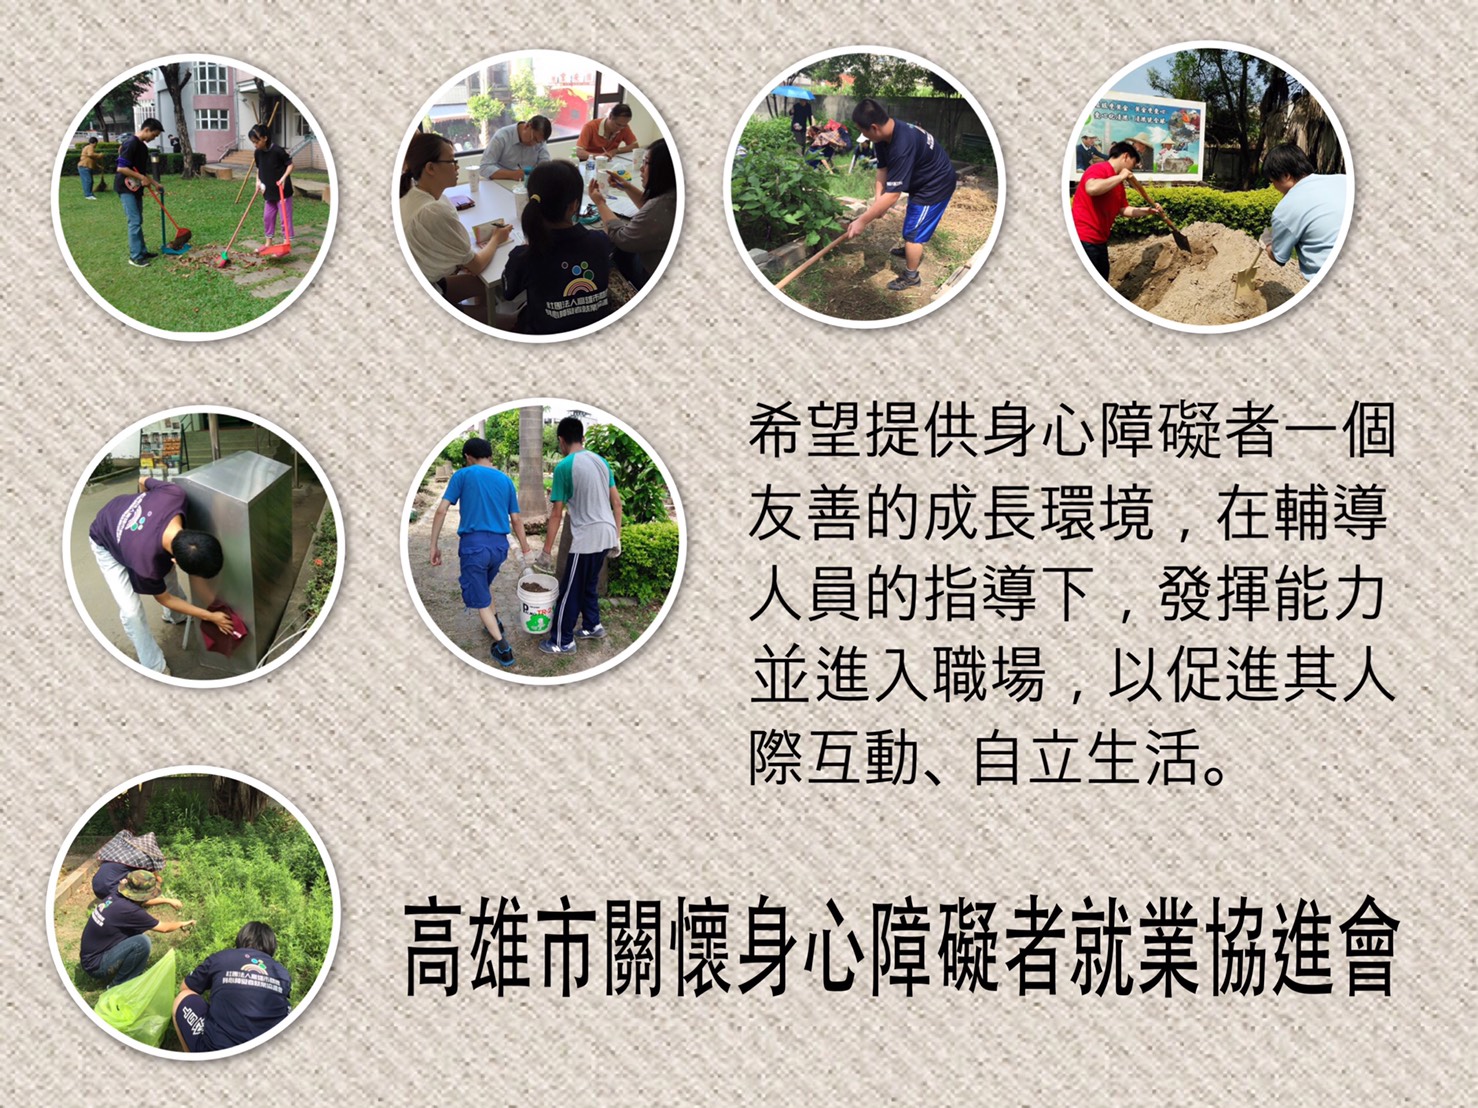 希望提供身心障礙者一個
友善的成長環境，在輔導
人員的指導下，發揮能力
並進入職場，以促進其人
際互動、自立生活。
高雄市關懷身心障礙者就業協進會